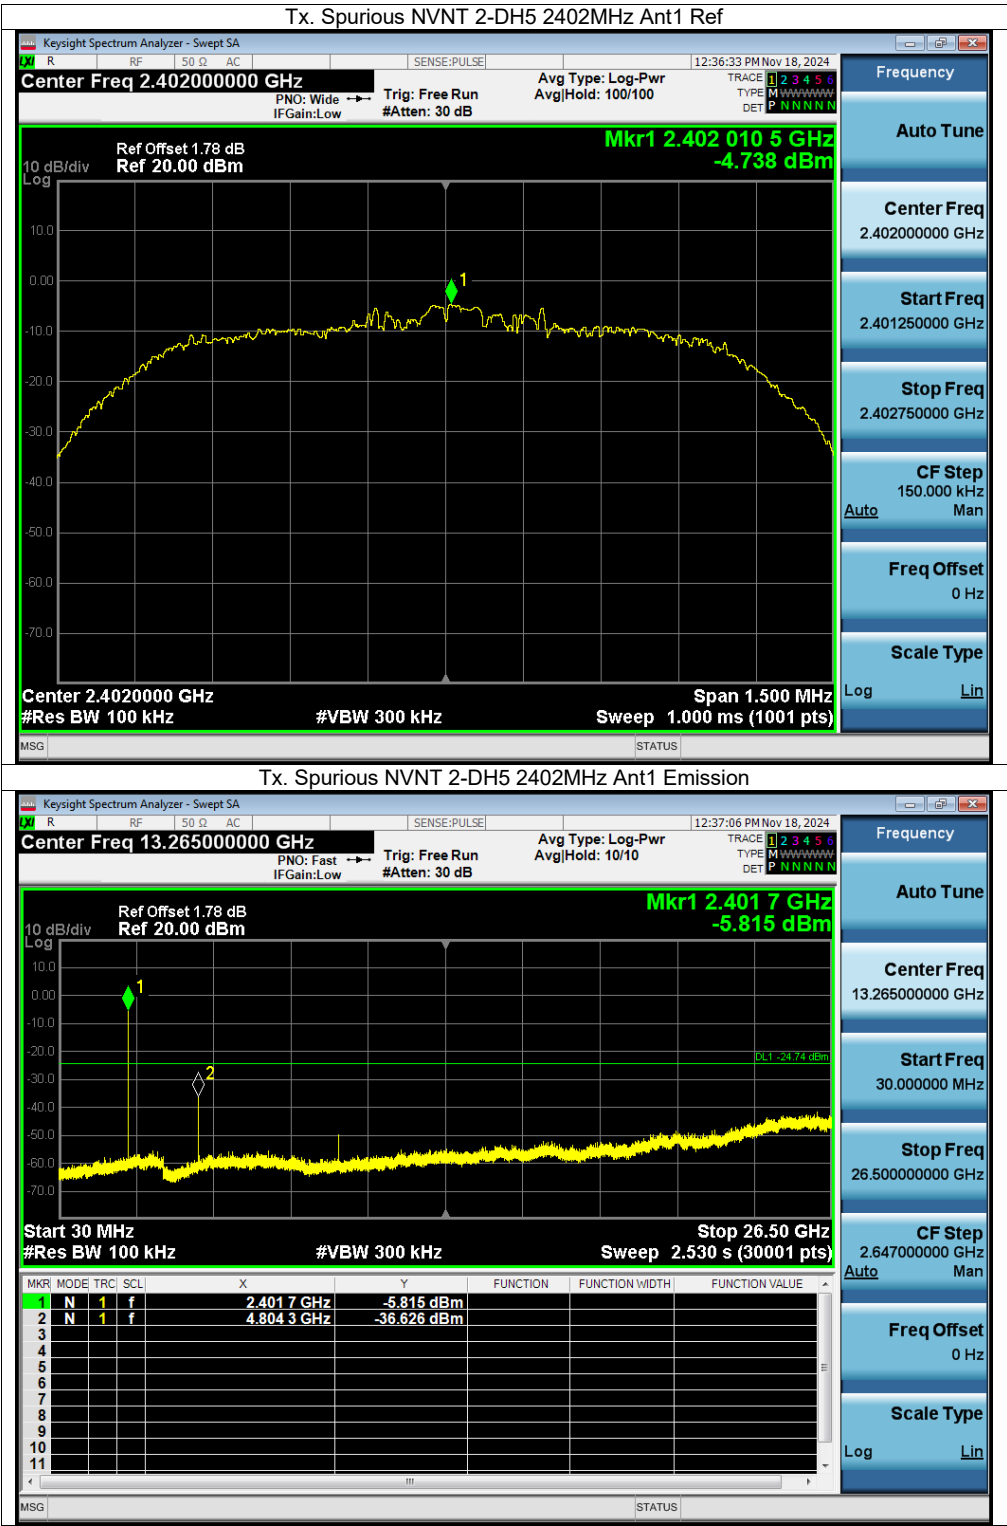 Tx. Spurious NVNT 2-DH5 2402MHz Ant1 Ref
Keysight Spectrum Analyzer - Swept SA
LXI R RF 50 Ω AC SENSE:PULSE 12:36:33 PM Nov 18, 2024
Center Freq 2.402000000 GHz
PNO: Wide
IFGain:Low
Trig: Free Run
#Atten: 30 dB
Avg Type: Log-Pwr
Avg|Hold: 100/100
TRACE 1 2 3 4 5 6
TYPE M WWWWW
DET P N N N N N
Mkr1 2.402 010 5 GHz
-4.738 dBm
Ref Offset 1.78 dB
10 dB/div Ref 20.00 dBm
Log
10.0
0.00
-10.0
-20.0
-30.0
-40.0
-50.0
-60.0
-70.0
1
Center 2.4020000 GHz Span 1.500 MHz
#Res BW 100 kHz #VBW 300 kHz Sweep 1.000 ms (1001 pts)
MSG STATUS
Frequency
Auto Tune
Center Freq
2.402000000 GHz
Start Freq
2.401250000 GHz
Stop Freq
2.402750000 GHz
CF Step
150.000 kHz
Auto Man
Freq Offset
0 Hz
Scale Type
Log Lin
Tx. Spurious NVNT 2-DH5 2402MHz Ant1 Emission
Keysight Spectrum Analyzer - Swept SA
LXI R RF 50 Ω AC SENSE:PULSE 12:37:06 PM Nov 18, 2024
Center Freq 13.265000000 GHz
PNO: Fast
IFGain:Low
Trig: Free Run
#Atten: 30 dB
Avg Type: Log-Pwr
Avg|Hold: 10/10
TRACE 1 2 3 4 5 6
TYPE M WWWWW
DET P N N N N N
Mkr1 2.401 7 GHz
-5.815 dBm
Ref Offset 1.78 dB
10 dB/div Ref 20.00 dBm
Log
10.0
0.00
-10.0
-20.0
-30.0
-40.0
-50.0
-60.0
-70.0
1
2
DL1 -24.74 dBm
Start 30 MHz Stop 26.50 GHz
#Res BW 100 kHz #VBW 300 kHz Sweep 2.530 s (30001 pts)
MKR MODE TRC SCL X Y FUNCTION FUNCTION WIDTH FUNCTION VALUE
1 N 1 f 2.401 7 GHz -5.815 dBm
2 N 1 f 4.804 3 GHz -36.626 dBm
3
4
5
6
7
8
9
10
11
MSG STATUS
Frequency
Auto Tune
Center Freq
13.265000000 GHz
Start Freq
30.000000 MHz
Stop Freq
26.500000000 GHz
CF Step
2.647000000 GHz
Auto Man
Freq Offset
0 Hz
Scale Type
Log Lin